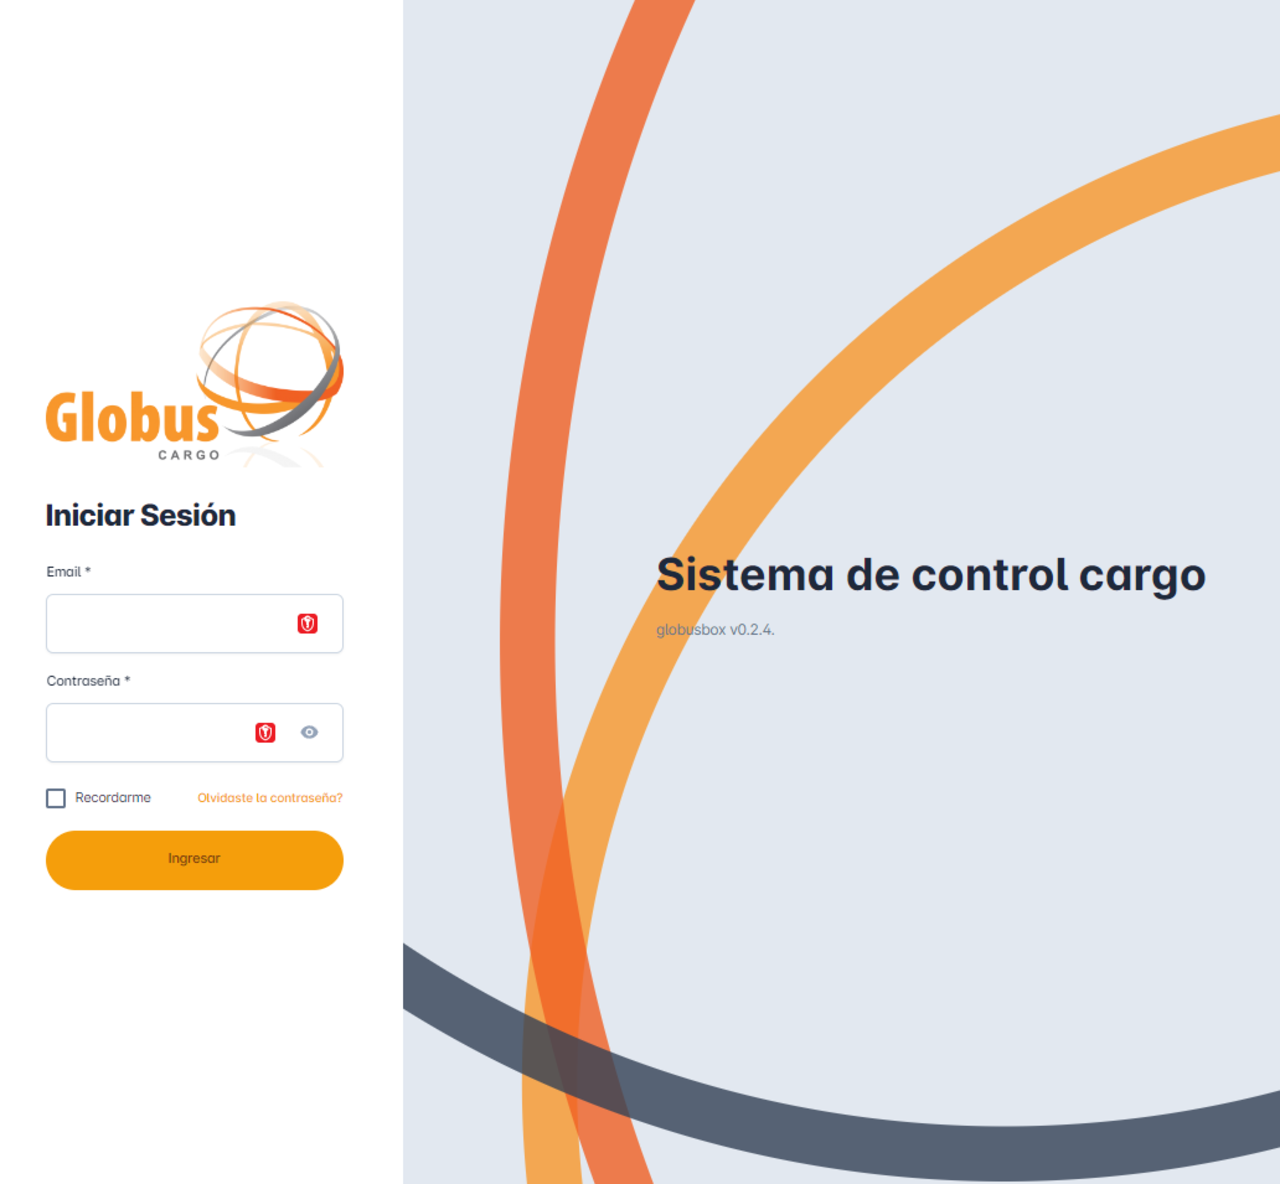 Globus
CARGO
Iniciar Sesión
Email *
Contraseña *
Recordarme
Olvidaste la contraseña?
Ingresar
Sistema de control cargo
globusbox v0.2.4.